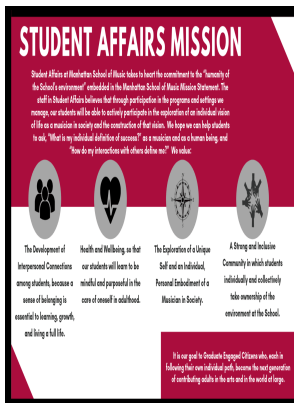 STUDENT AFFAIRS MISSION
Student Affairs at Manhattan School of Music takes to heart the commitment to the "humanity of
the School's environment" embedded in the Manhattan School of Music Mission Statement. The
staff in Student Affairs believes that through participation in the programs and settings we
manage, our students will be able to actively participate in the exploration of an individual vision
of life as a musician in society and the construction of that vision. We hope we can help students
to ask, "What is my individual definition of success?" as a musician and as a human being, and
"How do my interactions with others define me?" We value:
The Development of
Interpersonal Connections
among students, because a
sense of belonging is
essential to learning, growth,
and living a full life.
Health and Wellbeing, so that
our students will learn to be
mindful and purposeful in the
care of oneself in adulthood.
The Exploration of a Unique
Self and an Individual,
Personal Embodiment of a
Musician in Society.
A Strong and Inclusive
Community in which students
individually and collectively
take ownership of the
environment at the School.
It is our goal to Graduate Engaged Citizens who, each in
following their own individual path, become the next generation
of contributing adults in the arts and in the world at large.